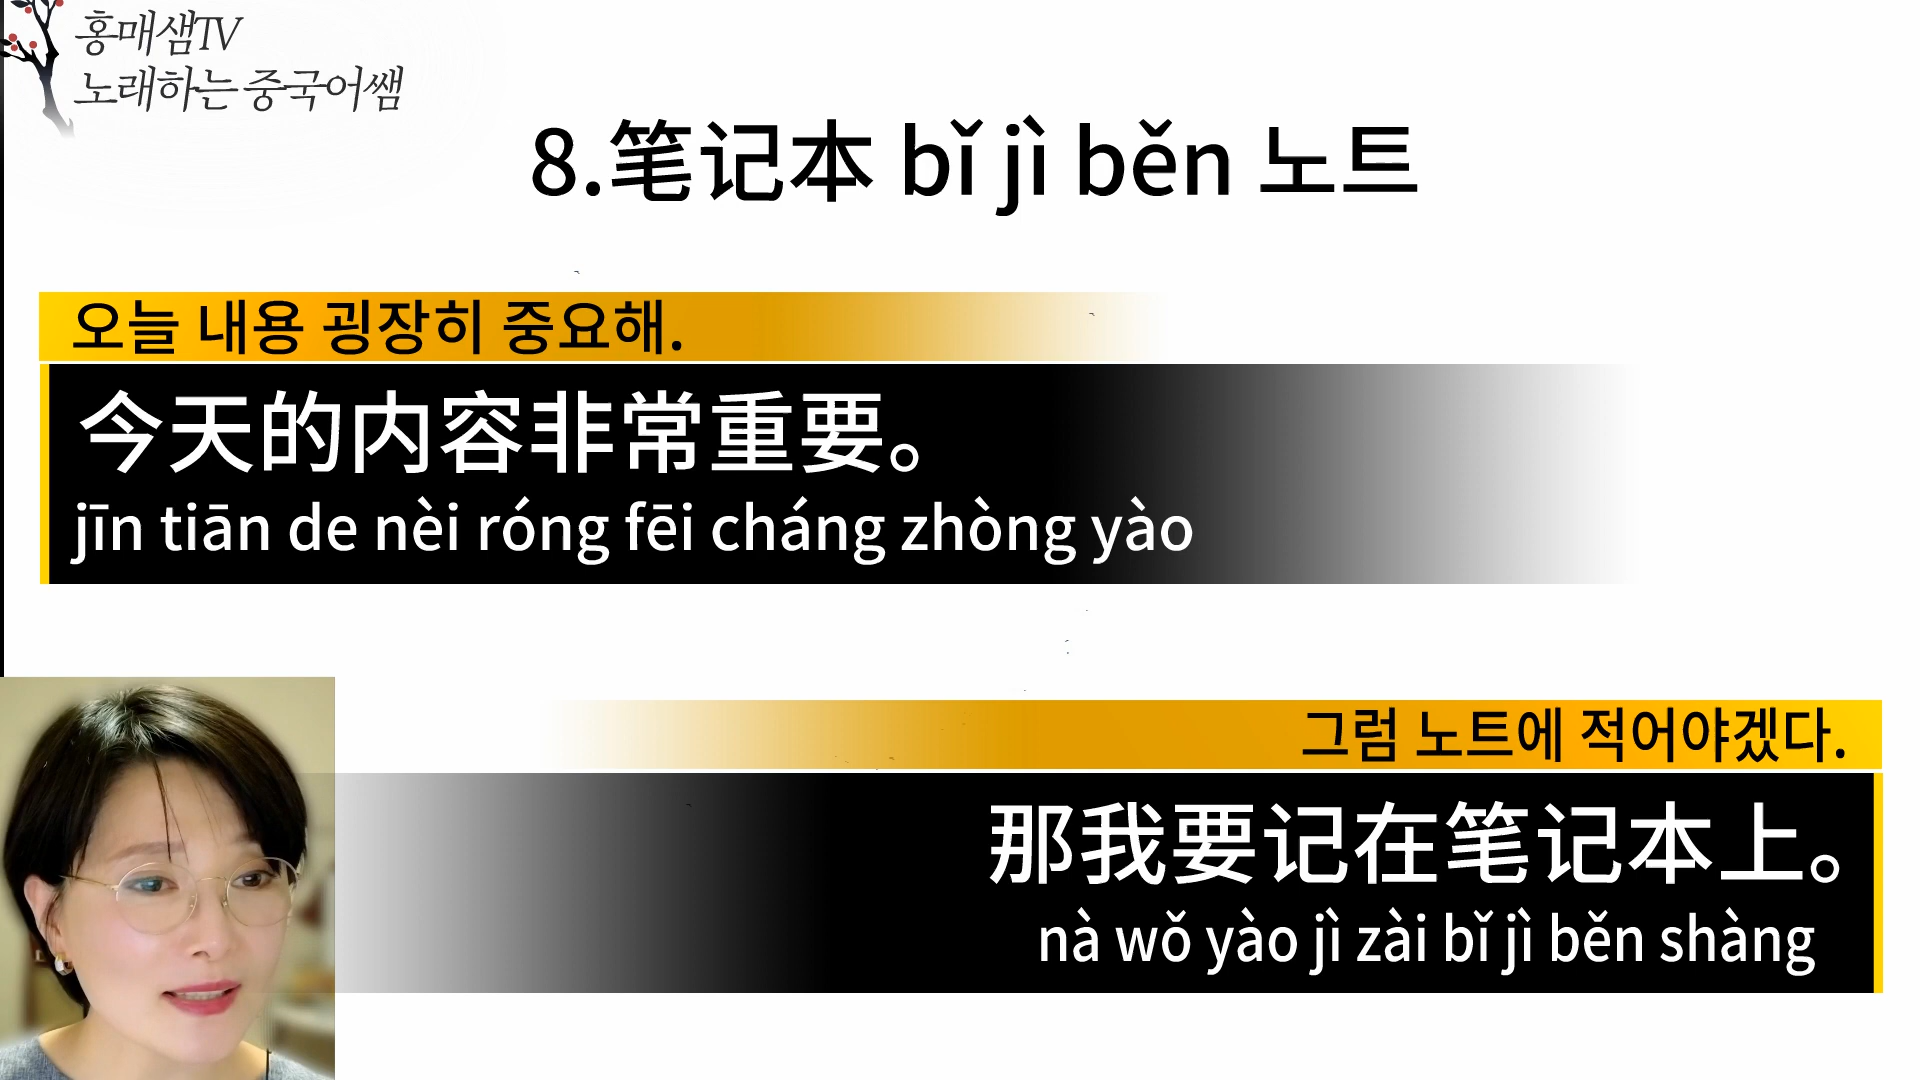 홍매샘TV
노래하는 중국어쌤
8.笔记本 bǐ jì běn 노트
오늘 내용 굉장히 중요해.
今天的内容非常重要。
jīn tiān de nèi róng fēi cháng zhòng yào
그럼 노트에 적어야겠다.
那我要记在笔记本上。
nà wǒ yào jì zài bǐ jì běn shàng